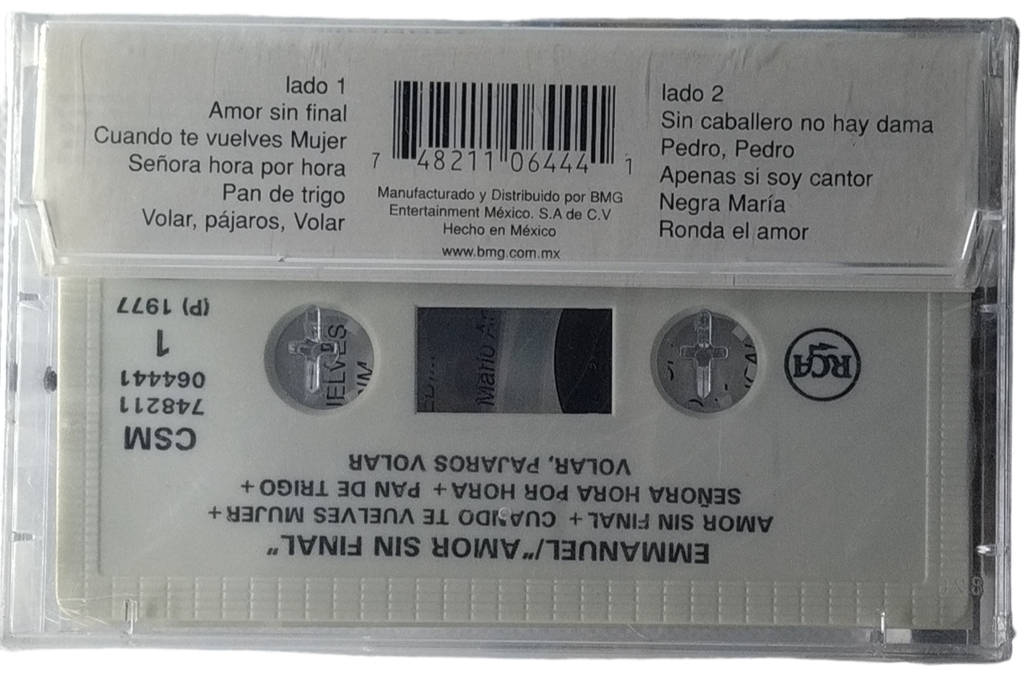 lado 1
Amor sin final
Cuando te vuelves Mujer
Señora hora por hora
Pan de trigo
Volar, pájaros, Volar
7 48211 06444 1
Manufacturado y Distribuido por BMG
Entertainment México. S.A de C.V
Hecho en México
www.bmg.com.mx
lado 2
Sin caballero no hay dama
Pedro, Pedro
Apenas si soy cantor
Negra María
Ronda el amor
EMMANUEL/"AMOR SIN FINAL"
AMOR SIN FINAL + CUANDO TE VUELVES MUJER +
SEÑORA HORA POR HORA + PAN DE TRIGO +
VOLAR, PAJAROS VOLAR
CSM
748211
064441
1
(P) 1977
RCA
Mario Ar